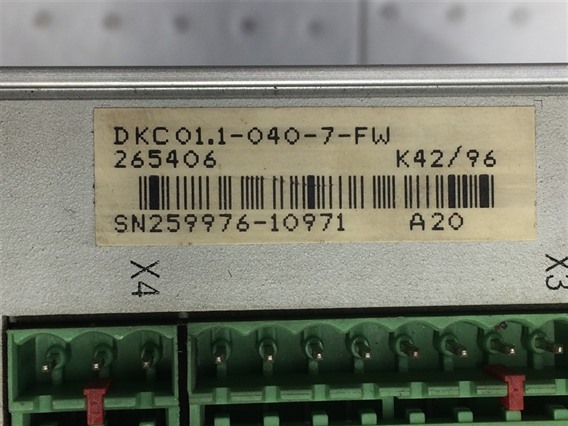 DKC01.1-040-7-FW
265406 K42/96
SN259976-10971 A20
X4 X3